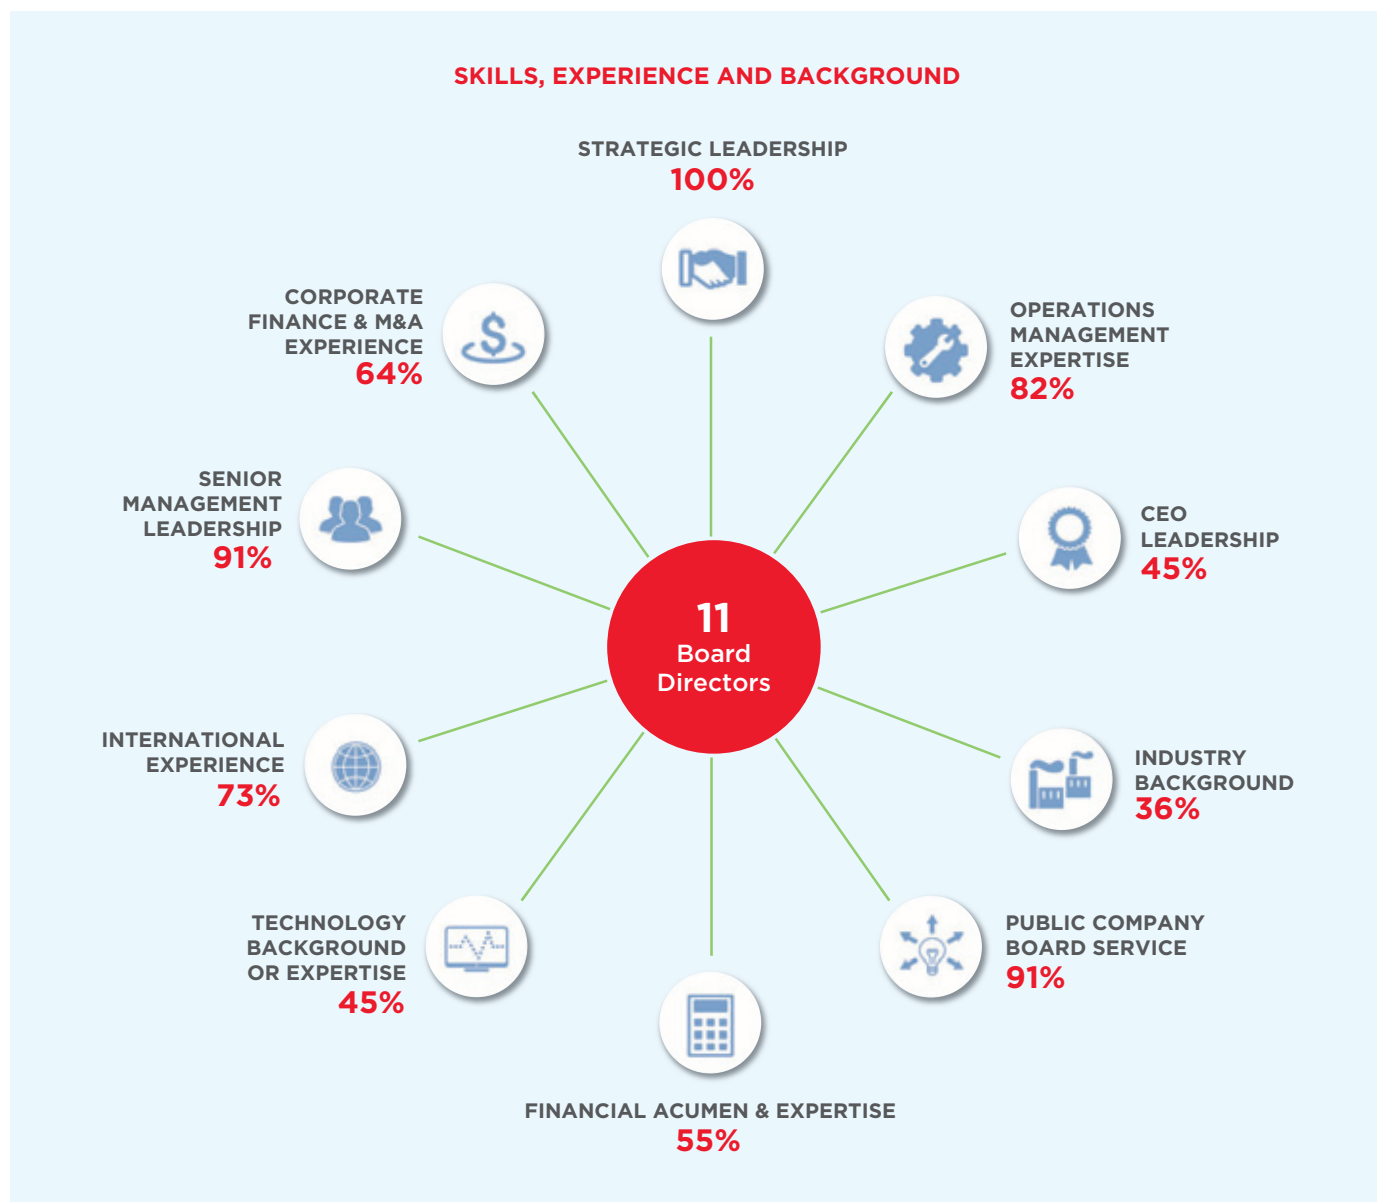 SKILLS, EXPERIENCE AND BACKGROUND
STRATEGIC LEADERSHIP
100%
OPERATIONS
MANAGEMENT
EXPERTISE
82%
CEO
LEADERSHIP
45%
INDUSTRY
BACKGROUND
36%
PUBLIC COMPANY
BOARD SERVICE
91%
FINANCIAL ACUMEN & EXPERTISE
55%
TECHNOLOGY
BACKGROUND
OR EXPERTISE
45%
INTERNATIONAL
EXPERIENCE
73%
SENIOR
MANAGEMENT
LEADERSHIP
91%
CORPORATE
FINANCE & M&A
EXPERIENCE
64%
11
Board
Directors